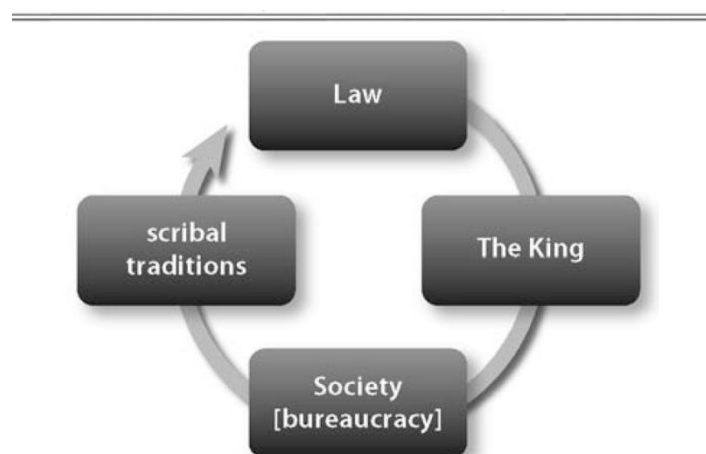 Law
The King
Society
[bureaucracy]
scribal
traditions